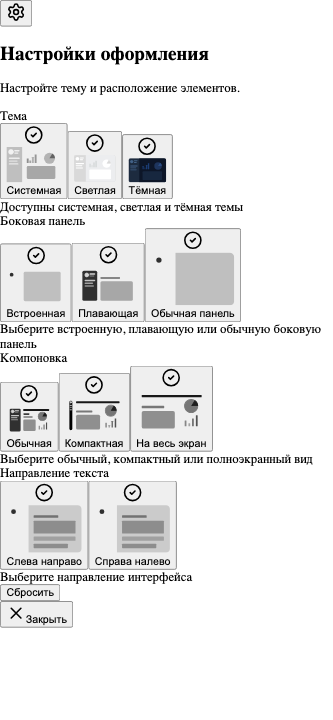 Настройки оформления
Настройте тему и расположение элементов.
Тема
Системная Светлая Тёмная
Доступны системная, светлая и тёмная темы
Боковая панель
Встроенная Плавающая Обычная панель
Выберите встроенную, плавающую или обычную боковую
панель
Компоновка
Обычная Компактная На весь экран
Выберите обычный, компактный или полноэкранный вид
Направление текста
Слева направо Справа налево
Выберите направление интерфейса
Сбросить
Закрыть